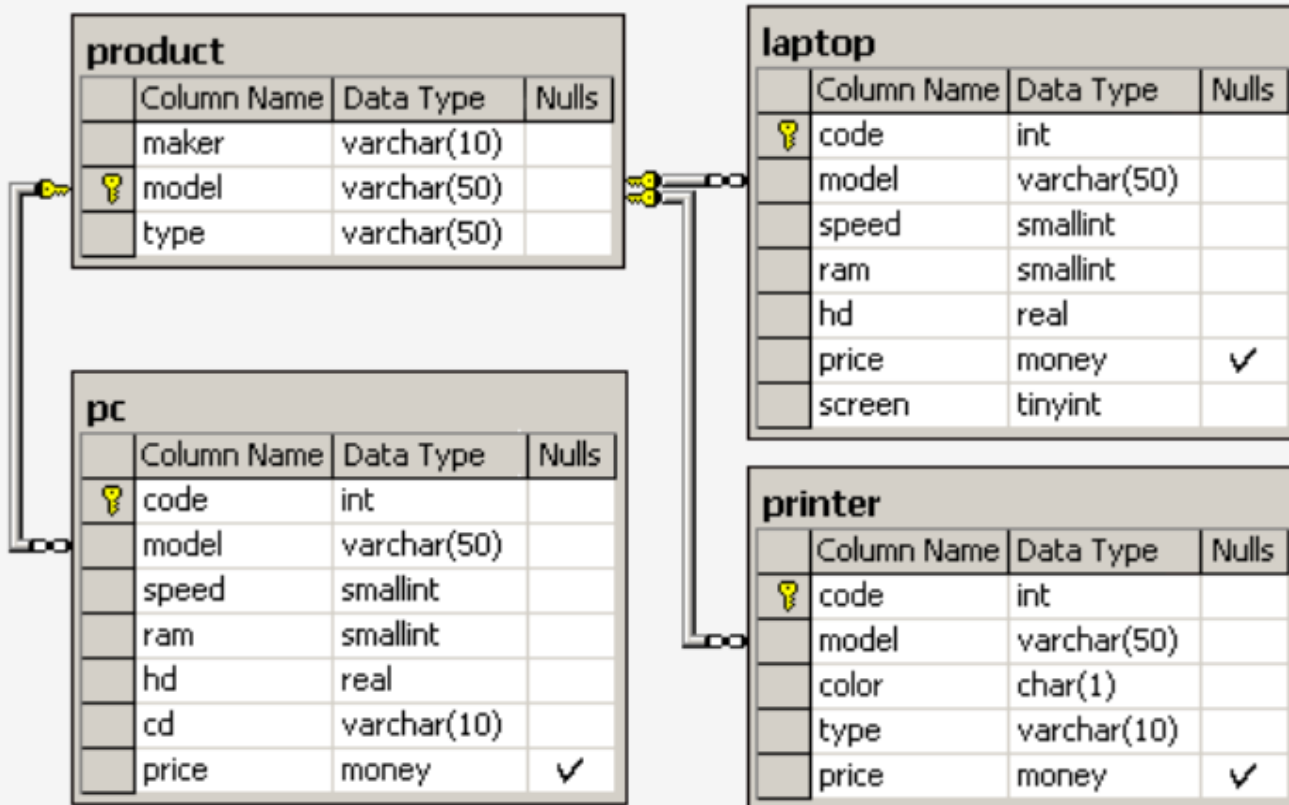 product
Column Name Data Type Nulls
maker varchar(10)
model varchar(50)
type varchar(50)
laptop
Column Name Data Type Nulls
code int
model varchar(50)
speed smallint
ram smallint
hd real
price money ✓
screen tinyint
pc
Column Name Data Type Nulls
code int
model varchar(50)
speed smallint
ram smallint
hd real
cd varchar(10)
price money ✓
printer
Column Name Data Type Nulls
code int
model varchar(50)
color char(1)
type varchar(10)
price money ✓